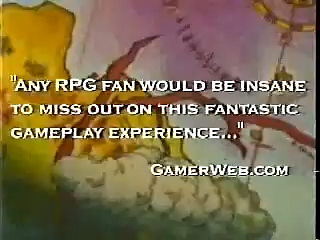 "Any RPG fan would be insane
to miss out on this fantastic
gameplay experience..."
GamerWeb.com